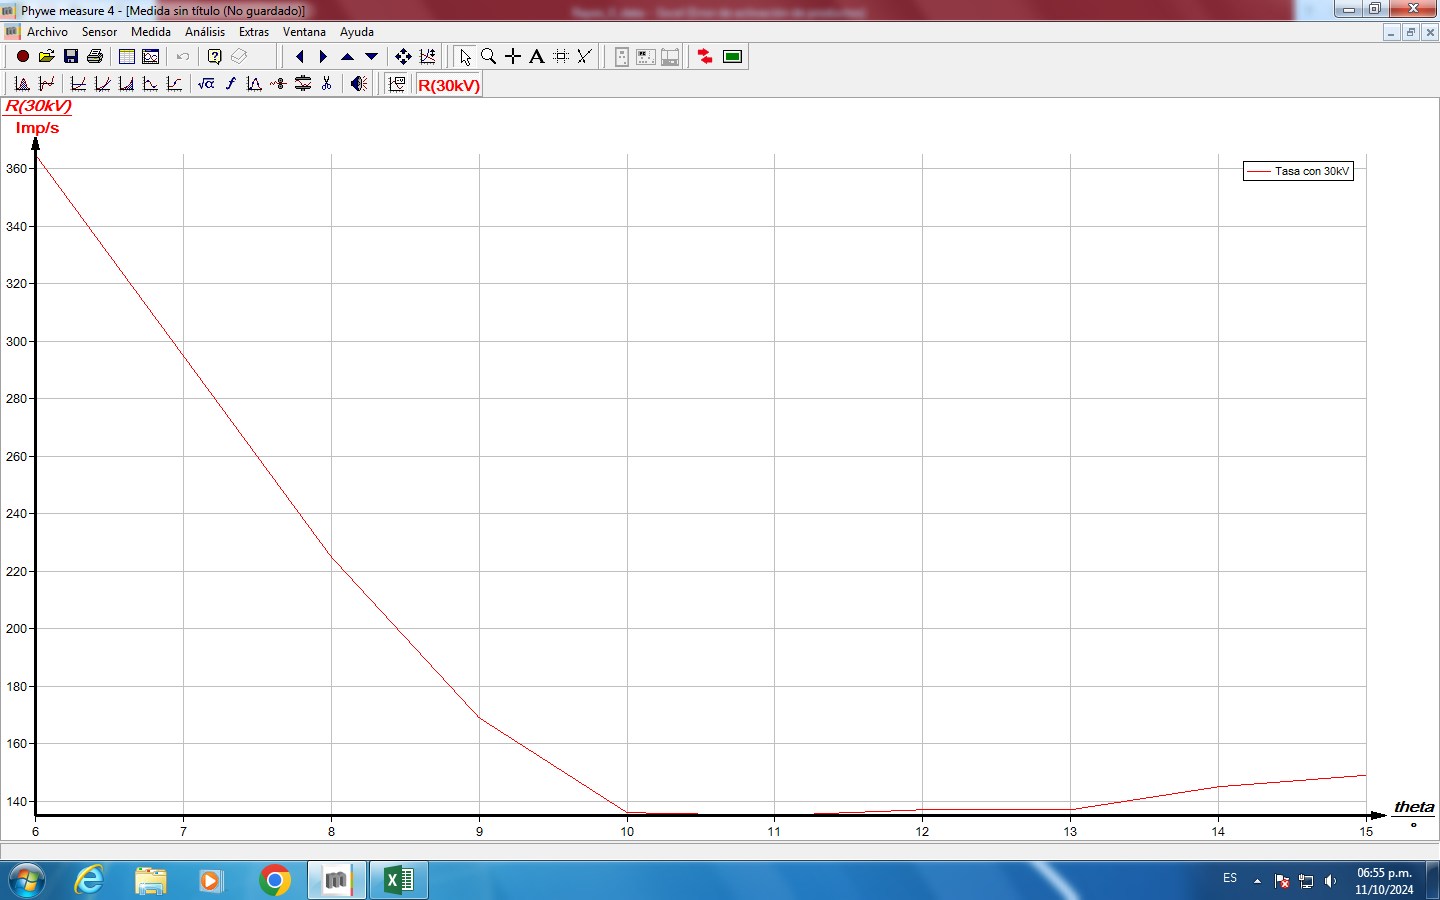 Phywe measure 4 - [Medida sin título (No guardado)]
Archivo Sensor Medida Análisis Extras Ventana Ayuda
R(30kV)
R(30kV)
Imp/s
Tasa con 30kV
360
340
320
300
280
260
240
220
200
180
160
140
6 7 8 9 10 11 12 13 14 15
theta
°
ES
06:55 p.m.
11/10/2024